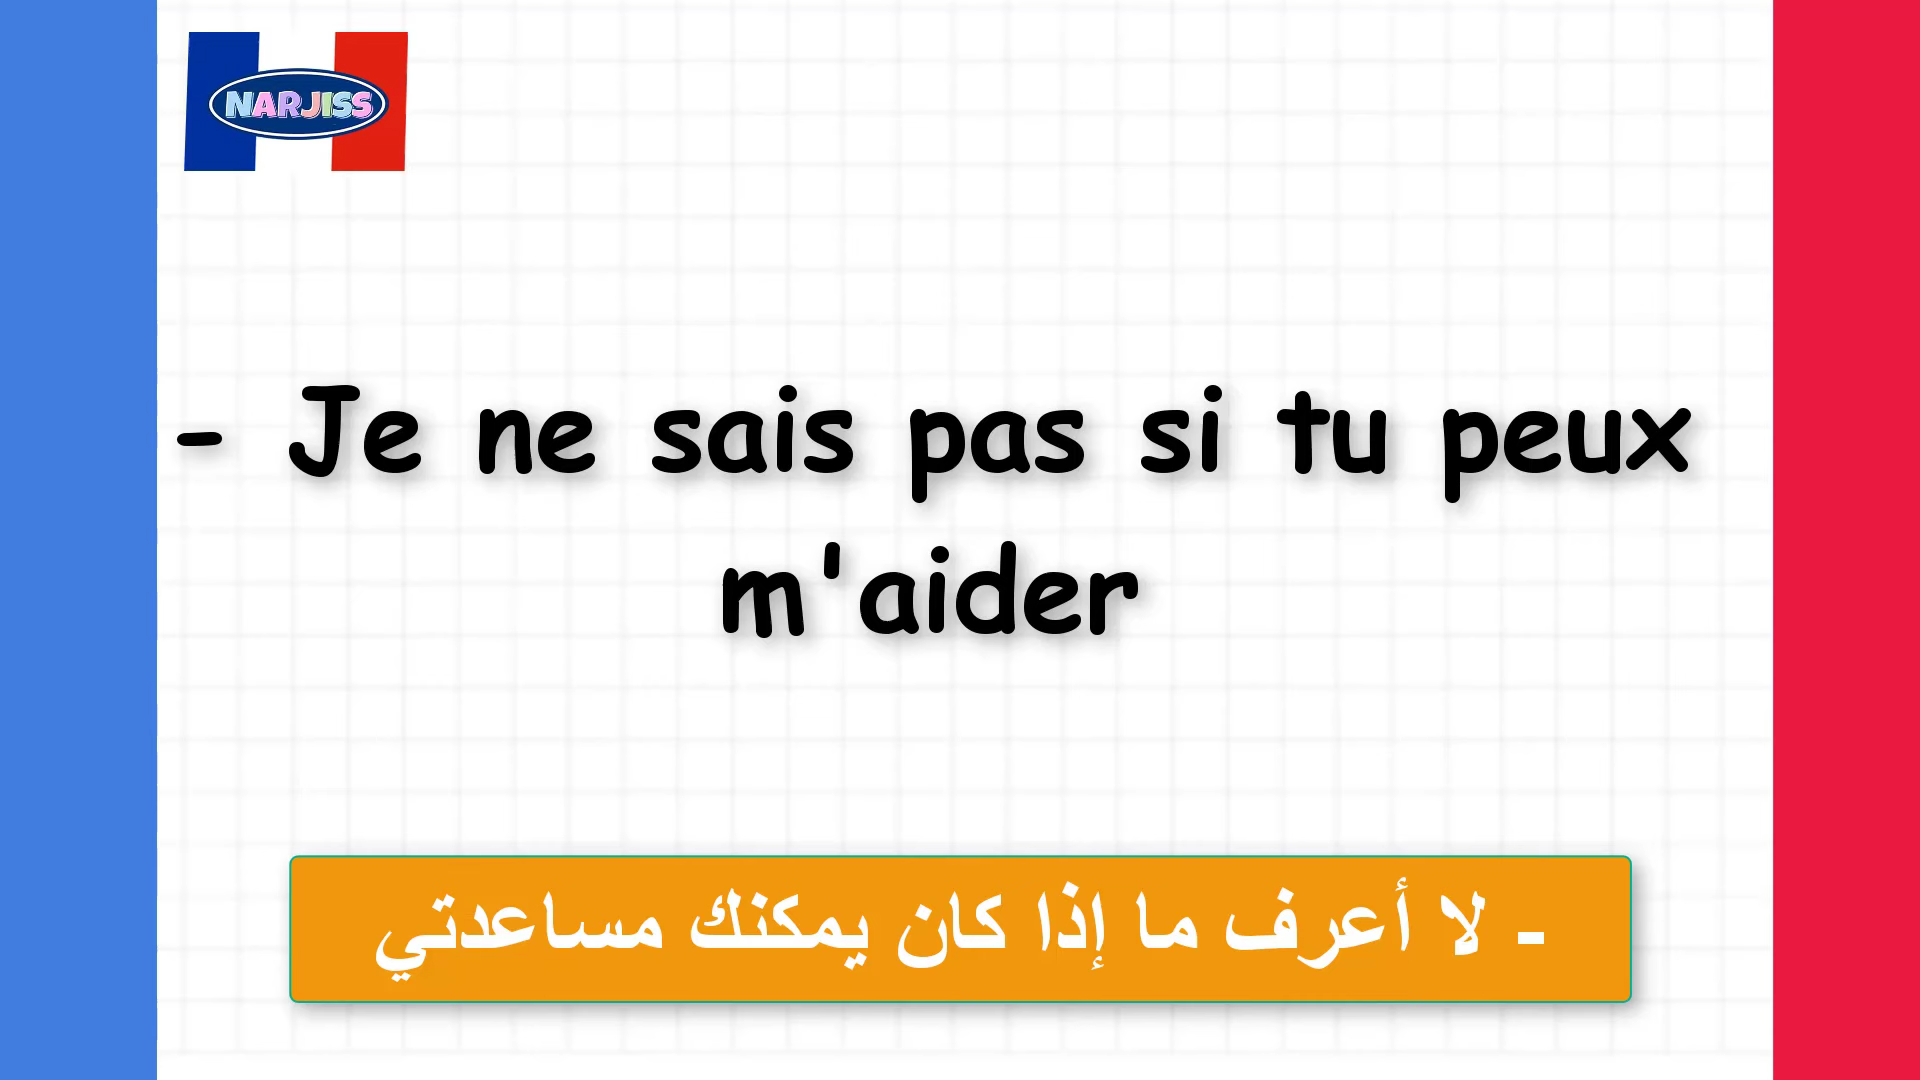 NARJISS
- Je ne sais pas si tu peux
m'aider
- لا أعرف ما إذا كان يمكنك مساعدتي